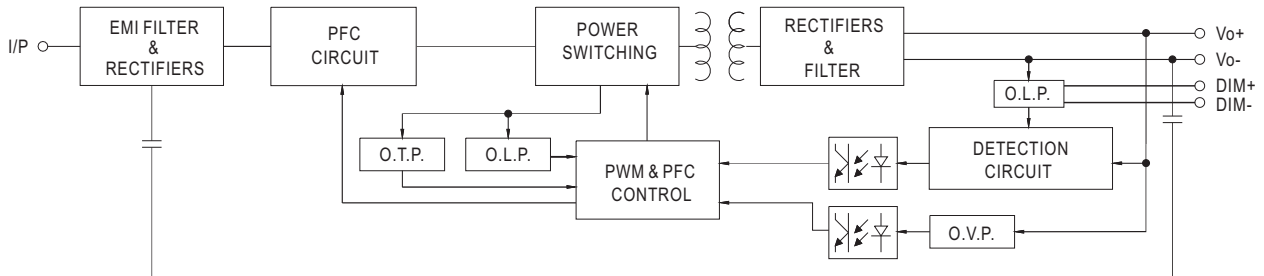 I/P
EMI FILTER
&
RECTIFIERS
PFC
CIRCUIT
POWER
SWITCHING
RECTIFIERS
&
FILTER
Vo+
Vo-
DIM+
DIM-
O.L.P.
O.T.P.
O.L.P.
PWM & PFC
CONTROL
DETECTION
CIRCUIT
O.V.P.